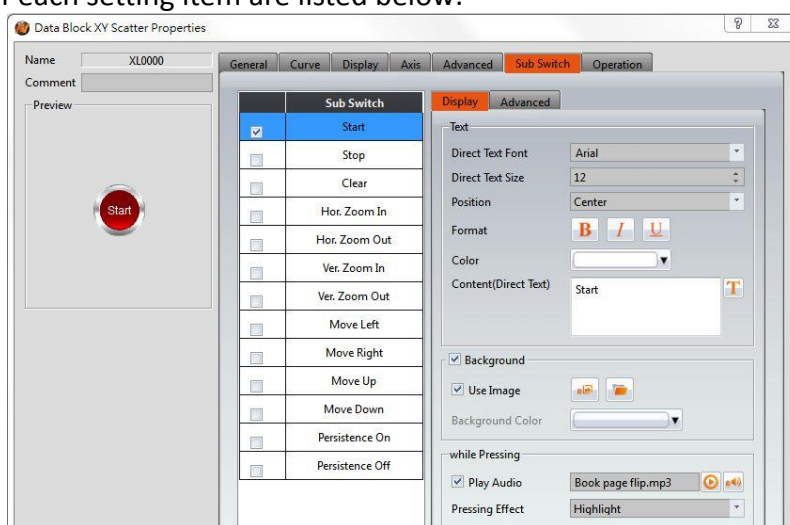 each setting item are listed below:
Data Block XY Scatter Properties
Name XL0000
Comment
Preview
Start
General Curve Display Axis Advanced Sub Switch Operation
Sub Switch
Start
Stop
Clear
Hor. Zoom In
Hor. Zoom Out
Ver. Zoom In
Ver. Zoom Out
Move Left
Move Right
Move Up
Move Down
Persistence On
Persistence Off
Display Advanced
Text
Direct Text Font Arial
Direct Text Size 12
Position Center
Format B I U
Color
Content(Direct Text) Start T
Background
Use Image
Background Color
while Pressing
Play Audio Book page flip.mp3
Pressing Effect Highlight